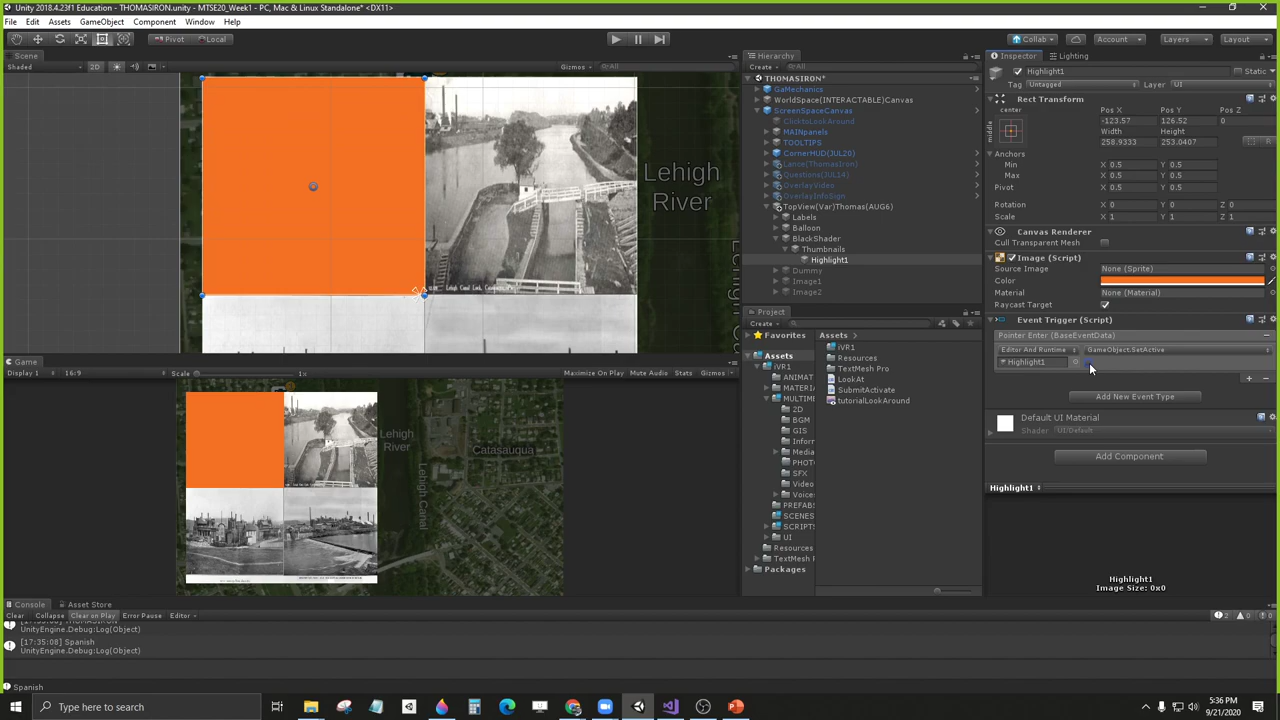 Unity 2018.4.23f1 Education - THOMASIRON.unity - MTSE20_Week1 - PC, Mac & Linux Standalone* <DX11>
File Edit Assets GameObject Component Window Help
Pivot Local Collab Account Layers Layout
Scene
Shaded 2D Gizmos All
Lehigh
River
Game
Display 1 16:9 Scale 1x Maximize On Play Mute Audio Stats Gizmos
Lehigh
River
Catasauqua
Lehigh Canal
Hierarchy
Create All
THOMASIRON*
GaMechanics
WorldSpace(INTERACTABLE)Canvas
ScreenSpaceCanvas
ClicktoLookAround
MAINpanels
TOOLTIPS
CornerHUD(JUL20)
Lance(ThomasIron)
Questions(JUL14)
OverlayVideo
OverlayInfoSign
TopView(Var)Thomas(AUG6)
Labels
Balloon
BlackShader
Thumbnails
Highlight1
Dummy
Image1
Image2
Project
Create
Favorites
Assets
iVR1
ANIMAT
MATERI
MULTIME
2D
BGM
GIS
Inforr
Media
PHOT
SFX
Video
Voice:
PREFABS
SCENES
SCRIPTS
UI
Resources
TextMesh P
Packages
Assets
iVR1
Resources
TextMesh Pro
LookAt
SubmitActivate
tutorialLookAround
Inspector Lighting
Highlight1 Static
Tag Untagged Layer UI
Rect Transform
center
middle
Pos X Pos Y Pos Z
-123.57 126.52 0
Width Height
258.9333 253.0407
R
Anchors
Min X 0.5 Y 0.5
Max X 0.5 Y 0.5
Pivot X 0.5 Y 0.5
Rotation X 0 Y 0 Z 0
Scale X 1 Y 1 Z 1
Canvas Renderer
Cull Transparent Mesh
Image (Script)
Source Image None (Sprite)
Color
Material None (Material)
Raycast Target
Event Trigger (Script)
Pointer Enter (BaseEventData)
Editor And Runtime GameObject.SetActive
Highlight1
Add New Event Type
Default UI Material
Shader UI/Default
Add Component
Highlight1
Highlight1
Image Size: 0x0
Console Asset Store
Clear Collapse Clear on Play Error Pause Editor 2 0 0
UnityEngine.Debug:Log(Object)
[17:35:08] Spanish
UnityEngine.Debug:Log(Object)
Spanish
Type here to search
5:36 PM
9/21/2020